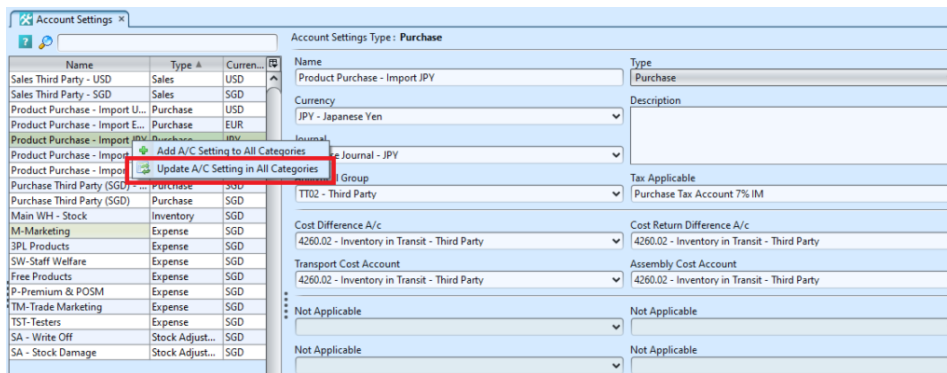 Account Settings ×
Account Settings Type : Purchase
Name Type Curren...
Sales Third Party - USD Sales USD
Sales Third Party - SGD Sales SGD
Product Purchase - Import U... Purchase USD
Product Purchase - Import E... Purchase EUR
Product Purchase - Import JPY Purchase JPY
Product Purchase - Import
Product Purchase - Import
Purchase Third Party (SGD) - ... Purchase SGD
Purchase Third Party (SGD) Purchase SGD
Main WH - Stock Inventory SGD
M-Marketing Expense SGD
3PL Products Expense SGD
SW-Staff Welfare Expense SGD
Free Products Expense SGD
P-Premium & POSM Expense SGD
TM-Trade Marketing Expense SGD
TST-Testers Expense SGD
SA - Write Off Stock Adjust... SGD
SA - Stock Damage Stock Adjust... SGD
Add A/C Setting to All Categories
Update A/C Setting in All Categories
Name
Product Purchase - Import JPY
Type
Purchase
Currency
JPY - Japanese Yen
Description
Journal
se Journal - JPY
Group
TT02 - Third Party
Tax Applicable
Purchase Tax Account 7% IM
Cost Difference A/c
4260.02 - Inventory in Transit - Third Party
Cost Return Difference A/c
4260.02 - Inventory in Transit - Third Party
Transport Cost Account
4260.02 - Inventory in Transit - Third Party
Assembly Cost Account
4260.02 - Inventory in Transit - Third Party
Not Applicable
Not Applicable
Not Applicable
Not Applicable